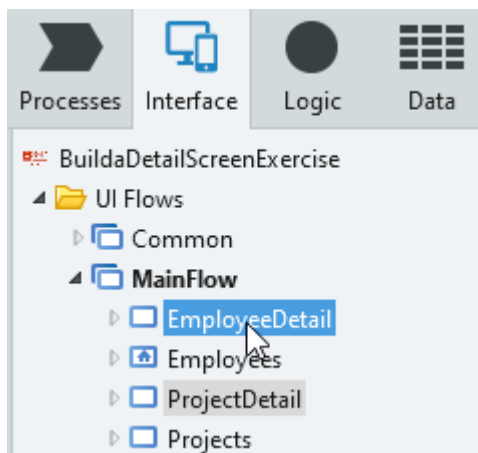 Processes Interface Logic Data
BuildaDetailScreenExercise
UI Flows
Common
MainFlow
EmployeeDetail
Employees
ProjectDetail
Projects